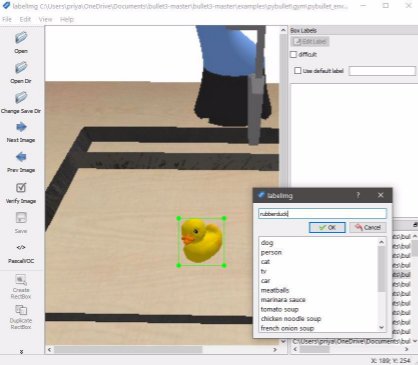 labelImg C:\Users\priya\OneDrive\Documents\bullet3-master\bullet3-master\examples\pybullet\gym\pybullet_env...
File Edit View Help
Open
Open Dir
Change Save Dir
Next Image
Prev Image
Verify Image
Save
</>
PascalVOC
Create
RectBox
Duplicate
RectBox
Box Labels
Edit Label
difficult
Use default label
labelImg
?
rubberduck
OK
Cancel
dog
person
cat
tv
car
meatballs
marinara sauce
tomato soup
chicken noodle soup
french onion soup
C:\Users\priya\OneDrive\Documents\bul
X: 189; Y: 254